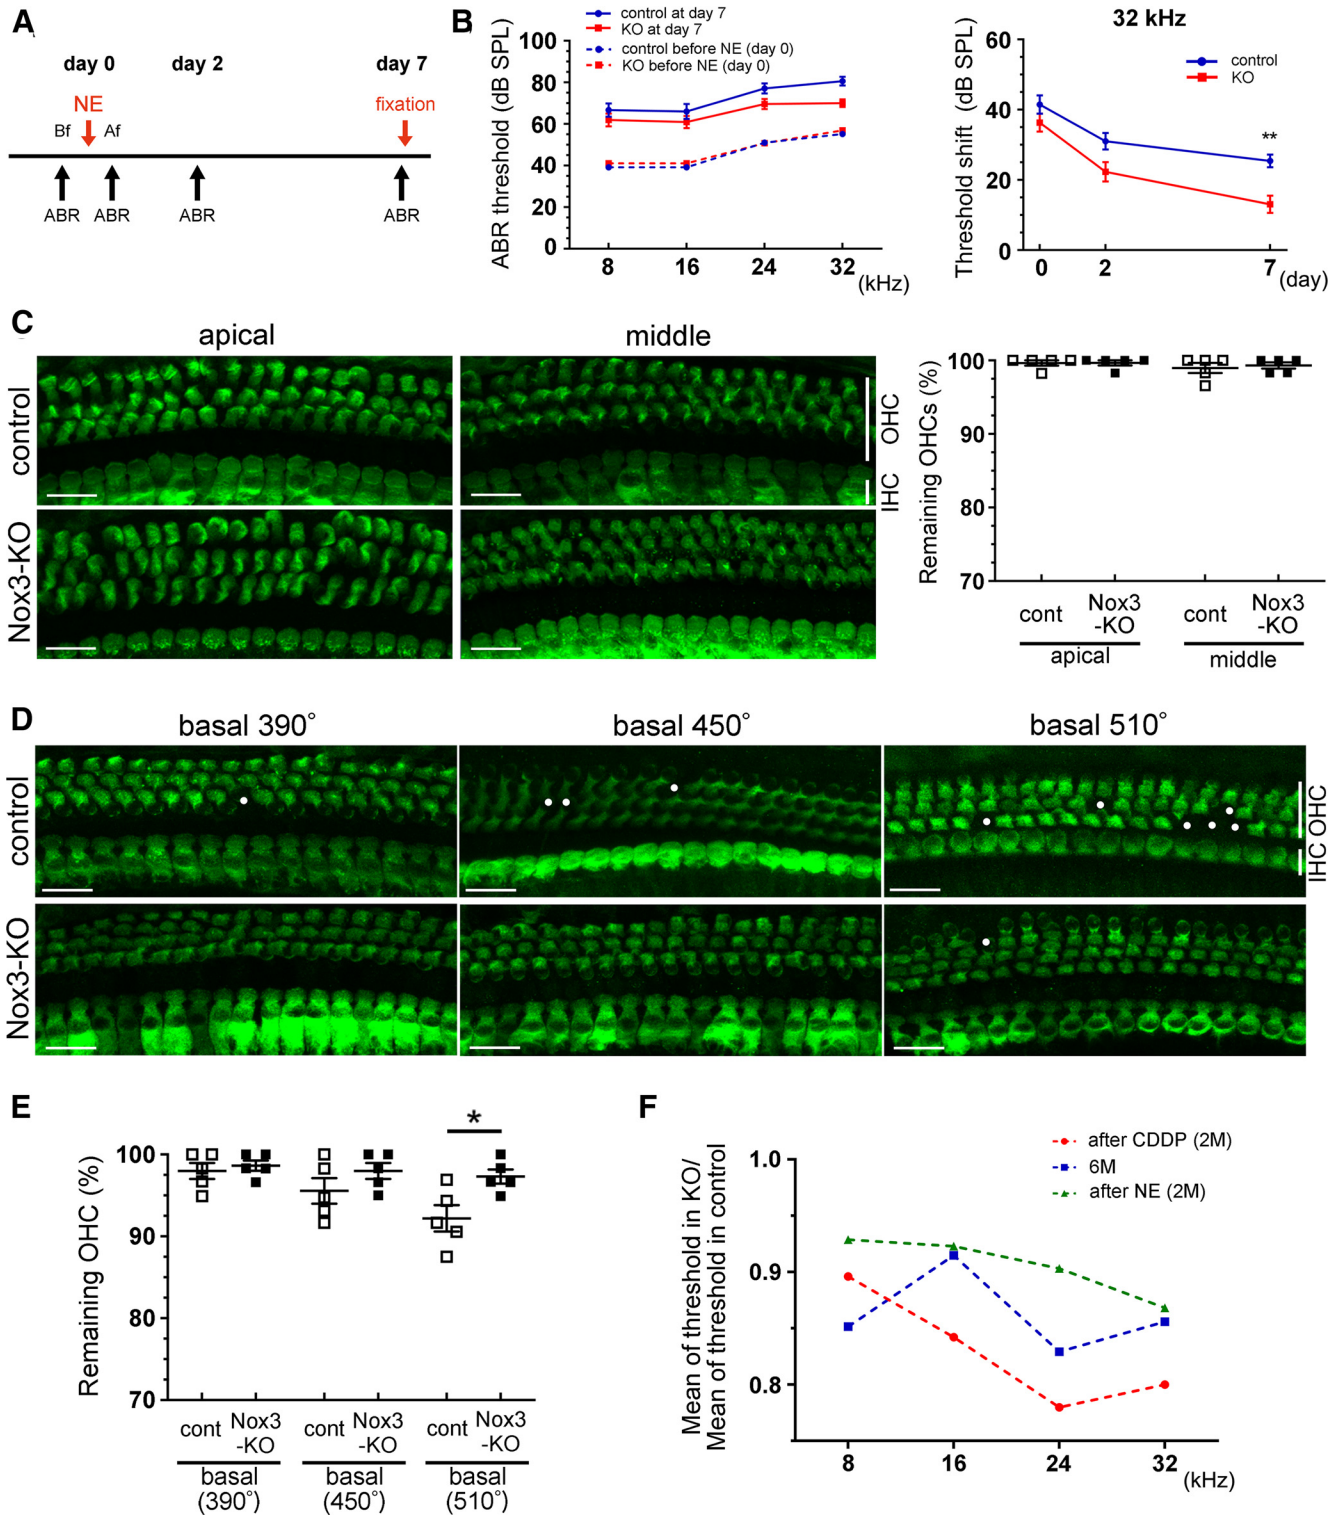 A
day 0
day 2
day 7
NE
fixation
Bf
Af
ABR
ABR
ABR
ABR
B
control at day 7
KO at day 7
control before NE (day 0)
KO before NE (day 0)
ABR threshold (dB SPL)
100
80
60
40
20
0
8
16
24
32
(kHz)
32 kHz
control
KO
**
Threshold shift (dB SPL)
60
40
20
0
0
2
7
(day)
C
apical
middle
control
Nox3-KO
OHC
IHC
Remaining OHCs (%)
100
90
80
70
cont
Nox3
-KO
cont
Nox3
-KO
apical
middle
D
basal 390°
basal 450°
basal 510°
control
Nox3-KO
OHC
IHC
E
*
Remaining OHC (%)
100
90
80
70
cont
Nox3
-KO
cont
Nox3
-KO
cont
Nox3
-KO
basal
(390°)
basal
(450°)
basal
(510°)
F
after CDDP (2M)
6M
after NE (2M)
Mean of threshold in KO/
Mean of threshold in control
1.0
0.9
0.8
8
16
24
32
(kHz)